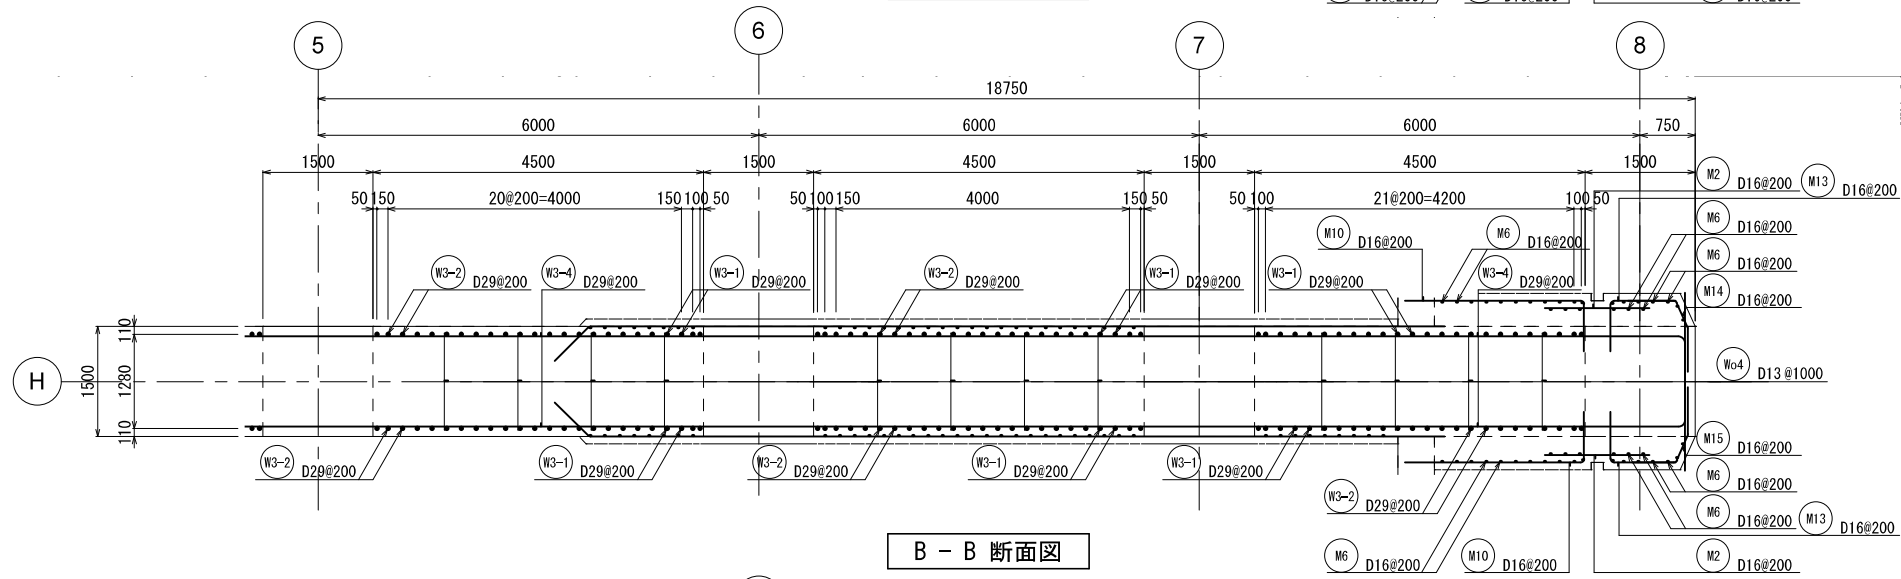 D16@200 D16@200 D16@200
5 6 7 8
18750
6000 6000 6000 750
1500 4500 1500 4500 1500 4500 1500
50 150 20@200=4000 150 100 50 50 100 150 4000 150 50 50 100 21@200=4200 100 50
M2 D16@200 M13 D16@200
M10 D16@200 M6 D16@200 M6 D16@200
W3-2 D29@200 W3-4 D29@200 W3-1 D29@200 W3-2 D29@200 W3-1 D29@200 W3-1 D29@200 W3-4 D29@200 M6 D16@200
M14 D16@200
110
H 1500 1280 Wo4 D13@1000
110
M15 D16@200
W3-2 D29@200 W3-1 D29@200 W3-2 D29@200 W3-1 D29@200 W3-1 D29@200 M6 D16@200
W3-2 D29@200 M6 D16@200 M13 D16@200
B - B 断面図
M6 D16@200 M10 D16@200 M2 D16@200